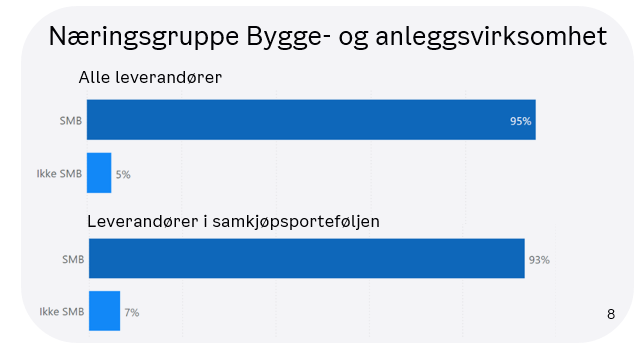 Næringsgruppe Bygge- og anleggsvirksomhet
Alle leverandører
SMB 95%
Ikke SMB 5%
Leverandører i samkjøpsporteføljen
SMB 93%
Ikke SMB 7%
8